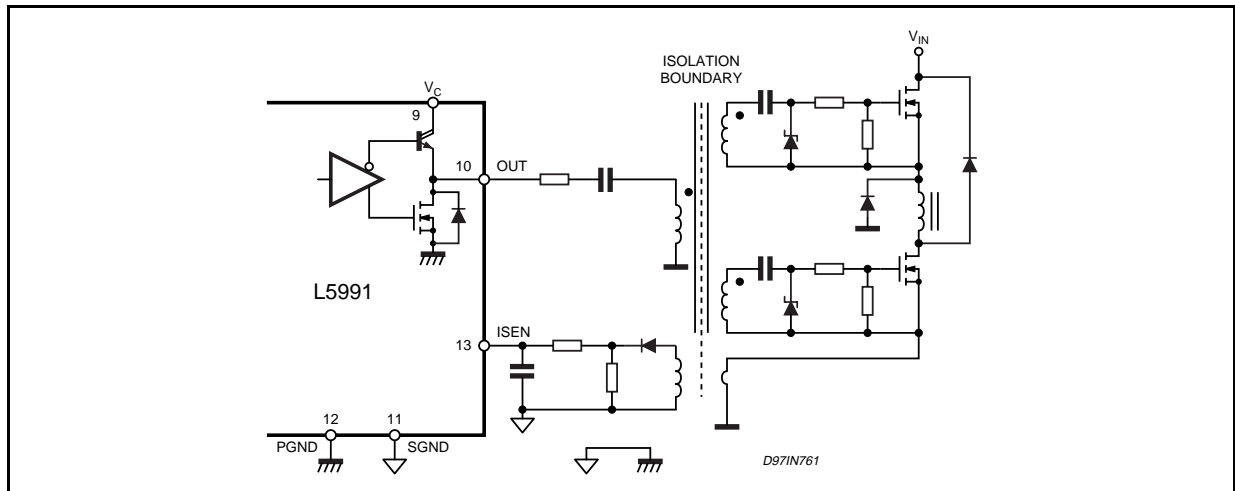 V_IN
ISOLATION
BOUNDARY
V_C
9
10
OUT
L5991
13
ISEN
12
11
PGND
SGND
D97IN761